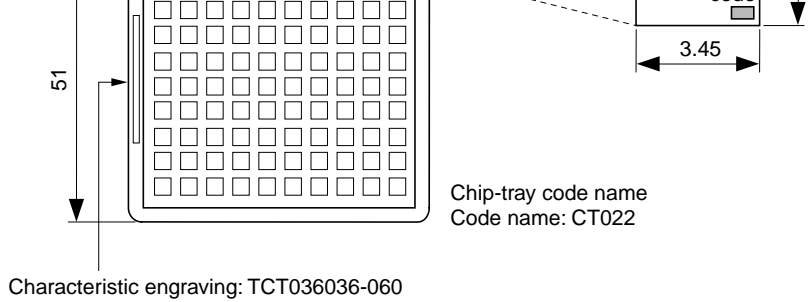 code
3.45
51
Chip-tray code name
Code name: CT022
Characteristic engraving: TCT036036-060